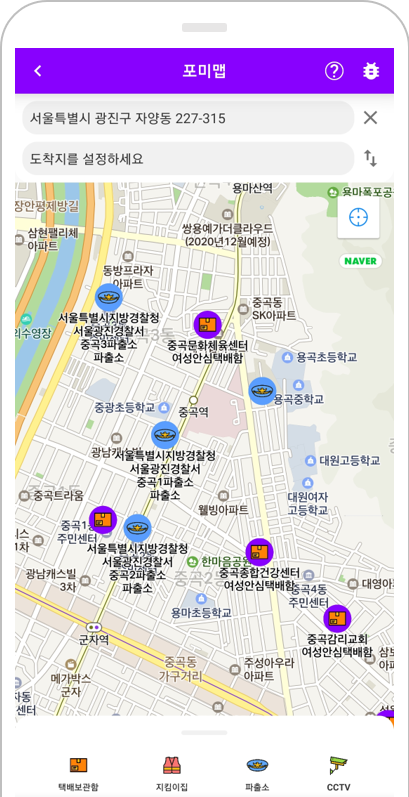 포미맵
서울특별시 광진구 자양동 227-315
도착지를 설정하세요
용마산역
용마폭포공
장안평제방길
삼현팰리체
아파트
쌍용예가더클라우드
(2020년12월예정)
NAVER
동방프라자
아파트
중곡동
SK아파트
서울특별시지방경찰청
서울광진경찰서
중곡3파출소
파출소
중곡문화체육센터
여성안심택배함
용곡초등학교
용곡중학교
중광초등학교
중곡역
서울특별시지방경찰청
서울광진경찰서
중곡1파출소
파출소
대원고등학교
대원여자
고등학교
중곡트라움
웰빙아파트
중곡1동
주민센터
서울특별시지방경찰청
서울광진경찰서
중곡2파출소
파출소
한마음공원
중곡종합건강센터
여성안심택배함
중곡4동
주민센터
광남캐스빌
3차
용마초등학교
대영아
중곡감리교회
여성안심택배함
군자역
중곡동
가구거리
주성아우라
아파트
메가박스
군자
택배보관함
지킴이집
파출소
CCTV